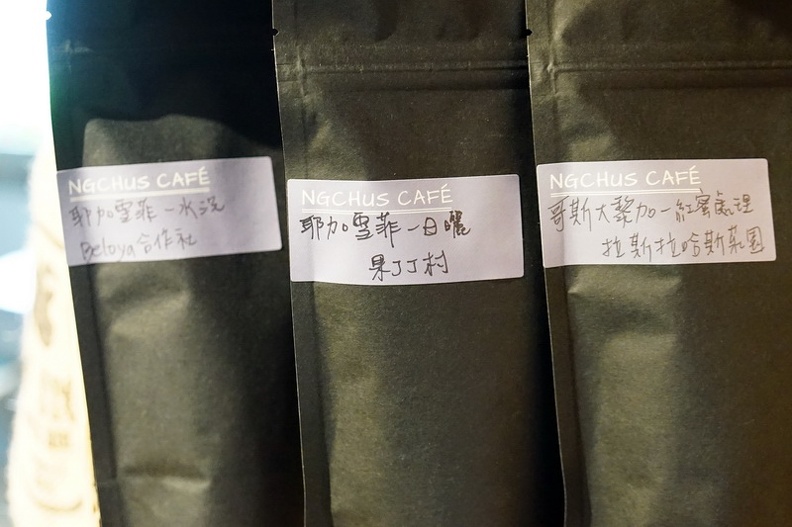 NGCHUS CAFÉ
耶加雪菲-水洗
Beloya合作社
NGCHUS CAFÉ
耶加雪菲-日曬
果丁丁村
NGCHUS CAFÉ
哥斯大黎加-紅蜜處理
拉斯拉哈斯菓園